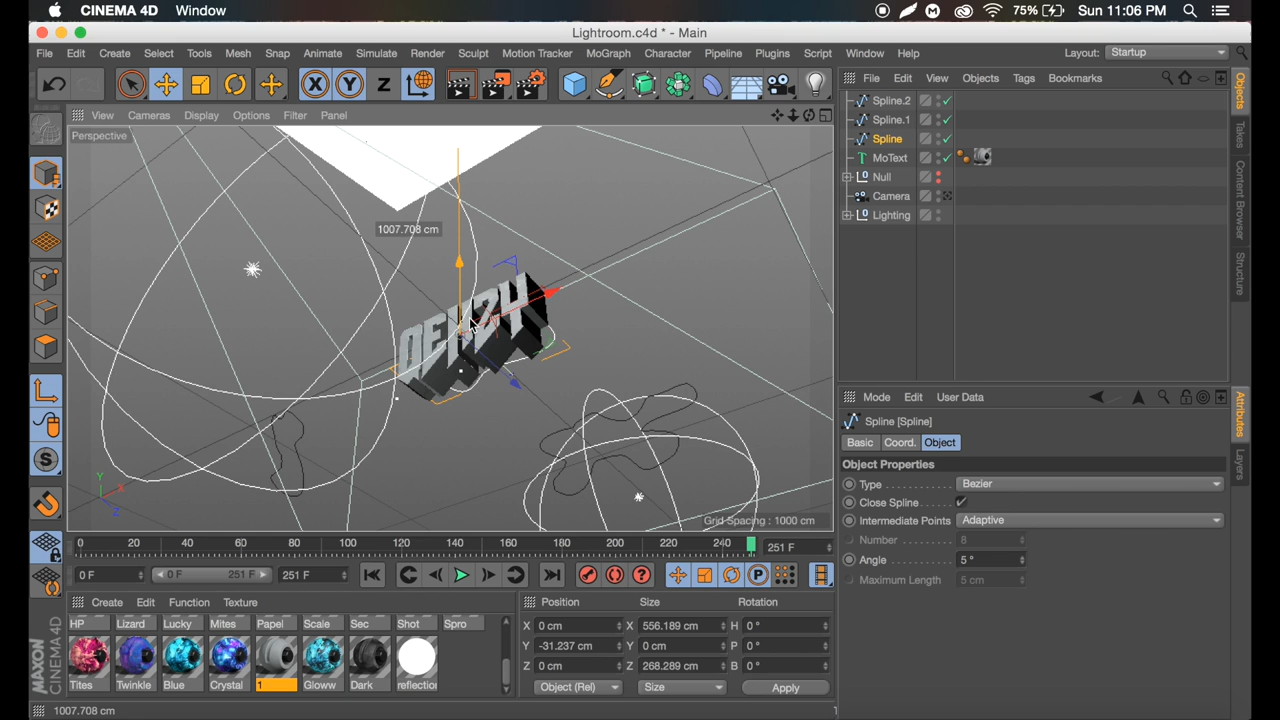 CINEMA 4D Window 75% Sun 11:06 PM
Lightroom.c4d * - Main
File Edit Create Select Tools Mesh Snap Animate Simulate Render Sculpt Motion Tracker MoGraph Character Pipeline Plugins Script Window Help Layout: Startup
X Y Z
File Edit View Objects Tags Bookmarks
View Cameras Display Options Filter Panel
Perspective
Spline.2
Spline.1
Spline
MoText
Null
Camera
Lighting
Objects
Takes
Content Browser
Structure
1007.708 cm
Grid Spacing : 1000 cm
Mode Edit User Data
Spline [Spline]
Basic Coord. Object
Object Properties
Type Bezier
Close Spline
Intermediate Points Adaptive
Number 8
Angle 5 °
Maximum Length 5 cm
Attributes
Layers
0 20 40 60 80 100 120 140 160 180 200 220 240 251 F
0 F 0 F 251 F 251 F
Create Edit Function Texture
HP Lizard Lucky Mites Papel Scale Sec Shot Spro
Tites Twinkle Blue Crystal 1 Gloww Dark reflection
Position Size Rotation
X 0 cm X 556.189 cm H 0 °
Y -31.237 cm Y 0 cm P 0 °
Z 0 cm Z 268.289 cm B 0 °
Object (Rel) Size Apply
MAXON CINEMA 4D
1007.708 cm